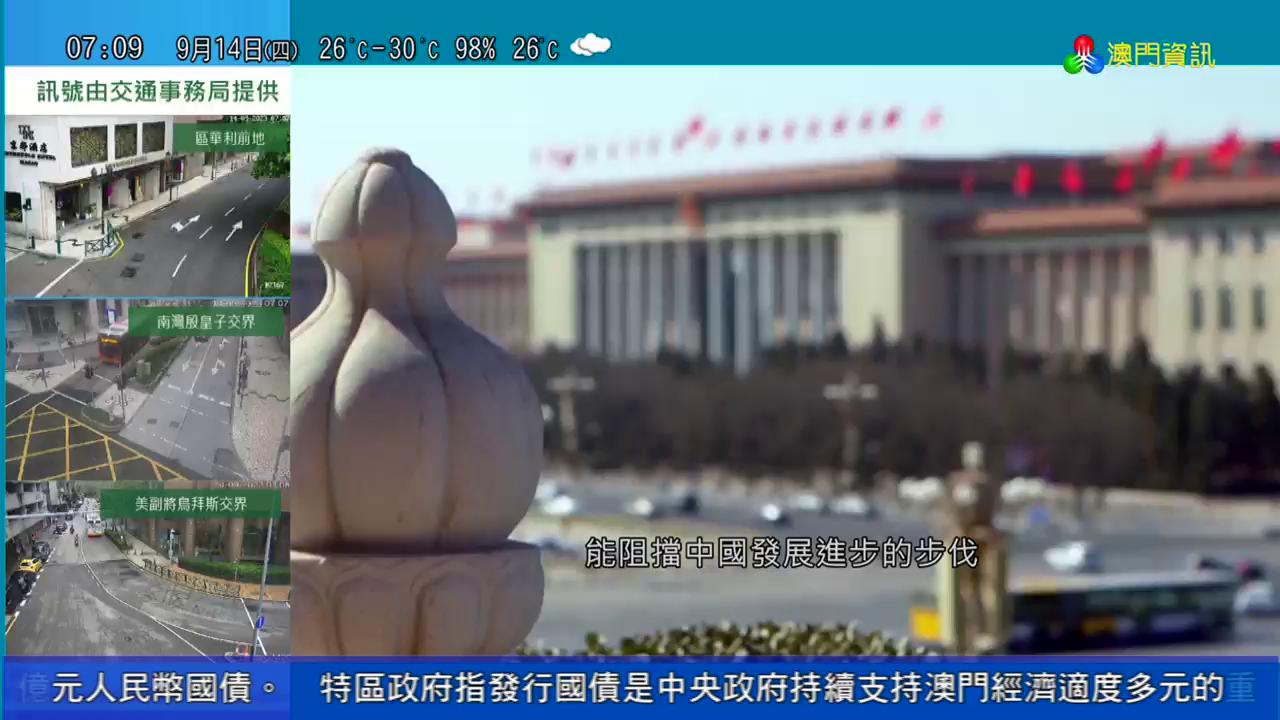 07:09 9月14日(四) 26°C-30°C 98% 26°C
澳門資訊
訊號由交通事務局提供
區華利前地
南灣殷皇子交界
美副將鳥拜斯交界
能阻擋中國發展進步的步伐
億元人民幣國債。 特區政府指發行國債是中央政府持續支持澳門經濟適度多元的重